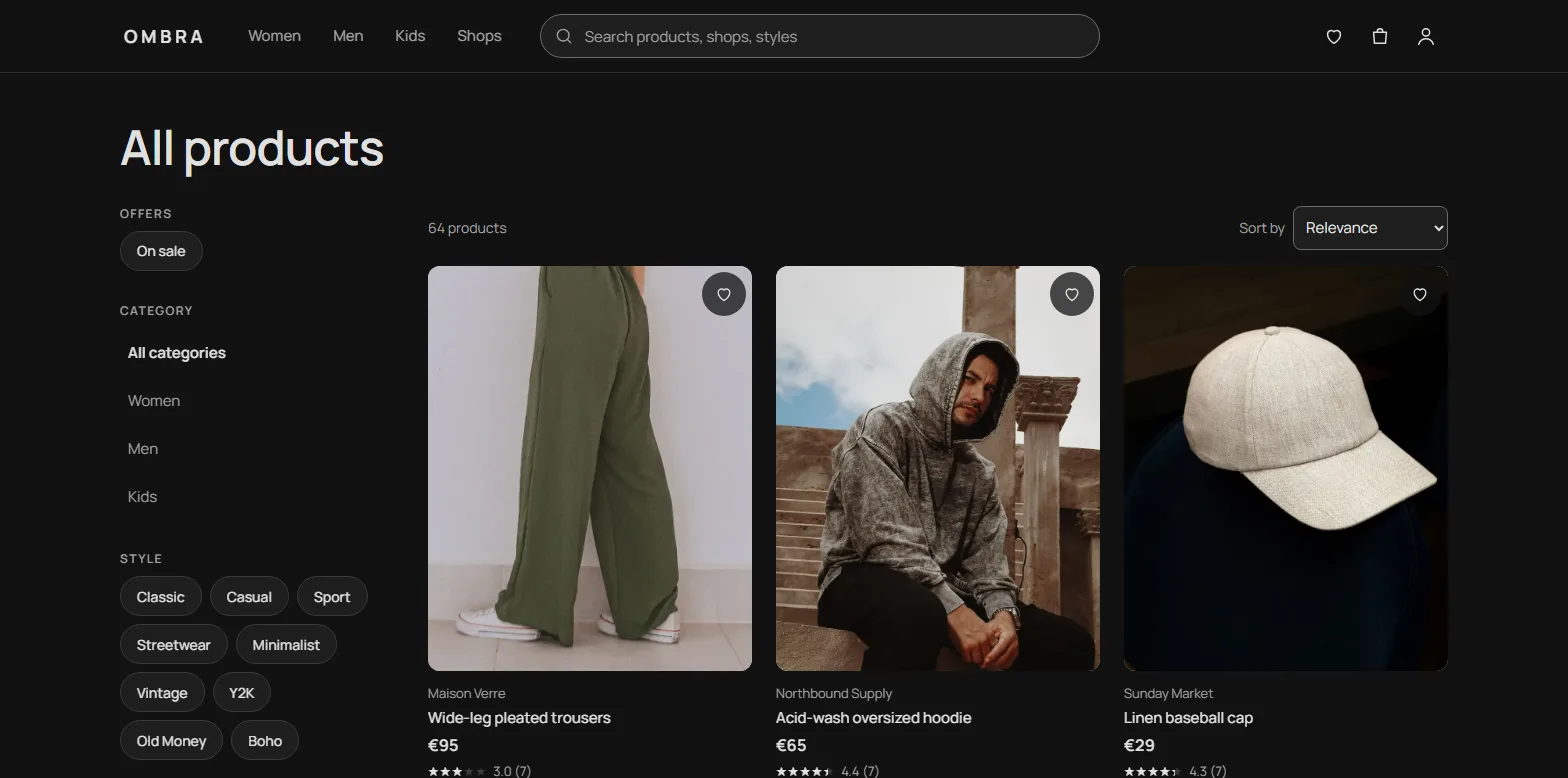 OMBRA Women Men Kids Shops Search products, shops, styles
All products
OFFERS
On sale
CATEGORY
All categories
Women
Men
Kids
STYLE
Classic Casual Sport
Streetwear Minimalist
Vintage Y2K
Old Money Boho
64 products Sort by Relevance
Maison Verre
Wide-leg pleated trousers
€95
3.0 (7)
Northbound Supply
Acid-wash oversized hoodie
€65
4.4 (7)
Sunday Market
Linen baseball cap
€29
4.3 (7)